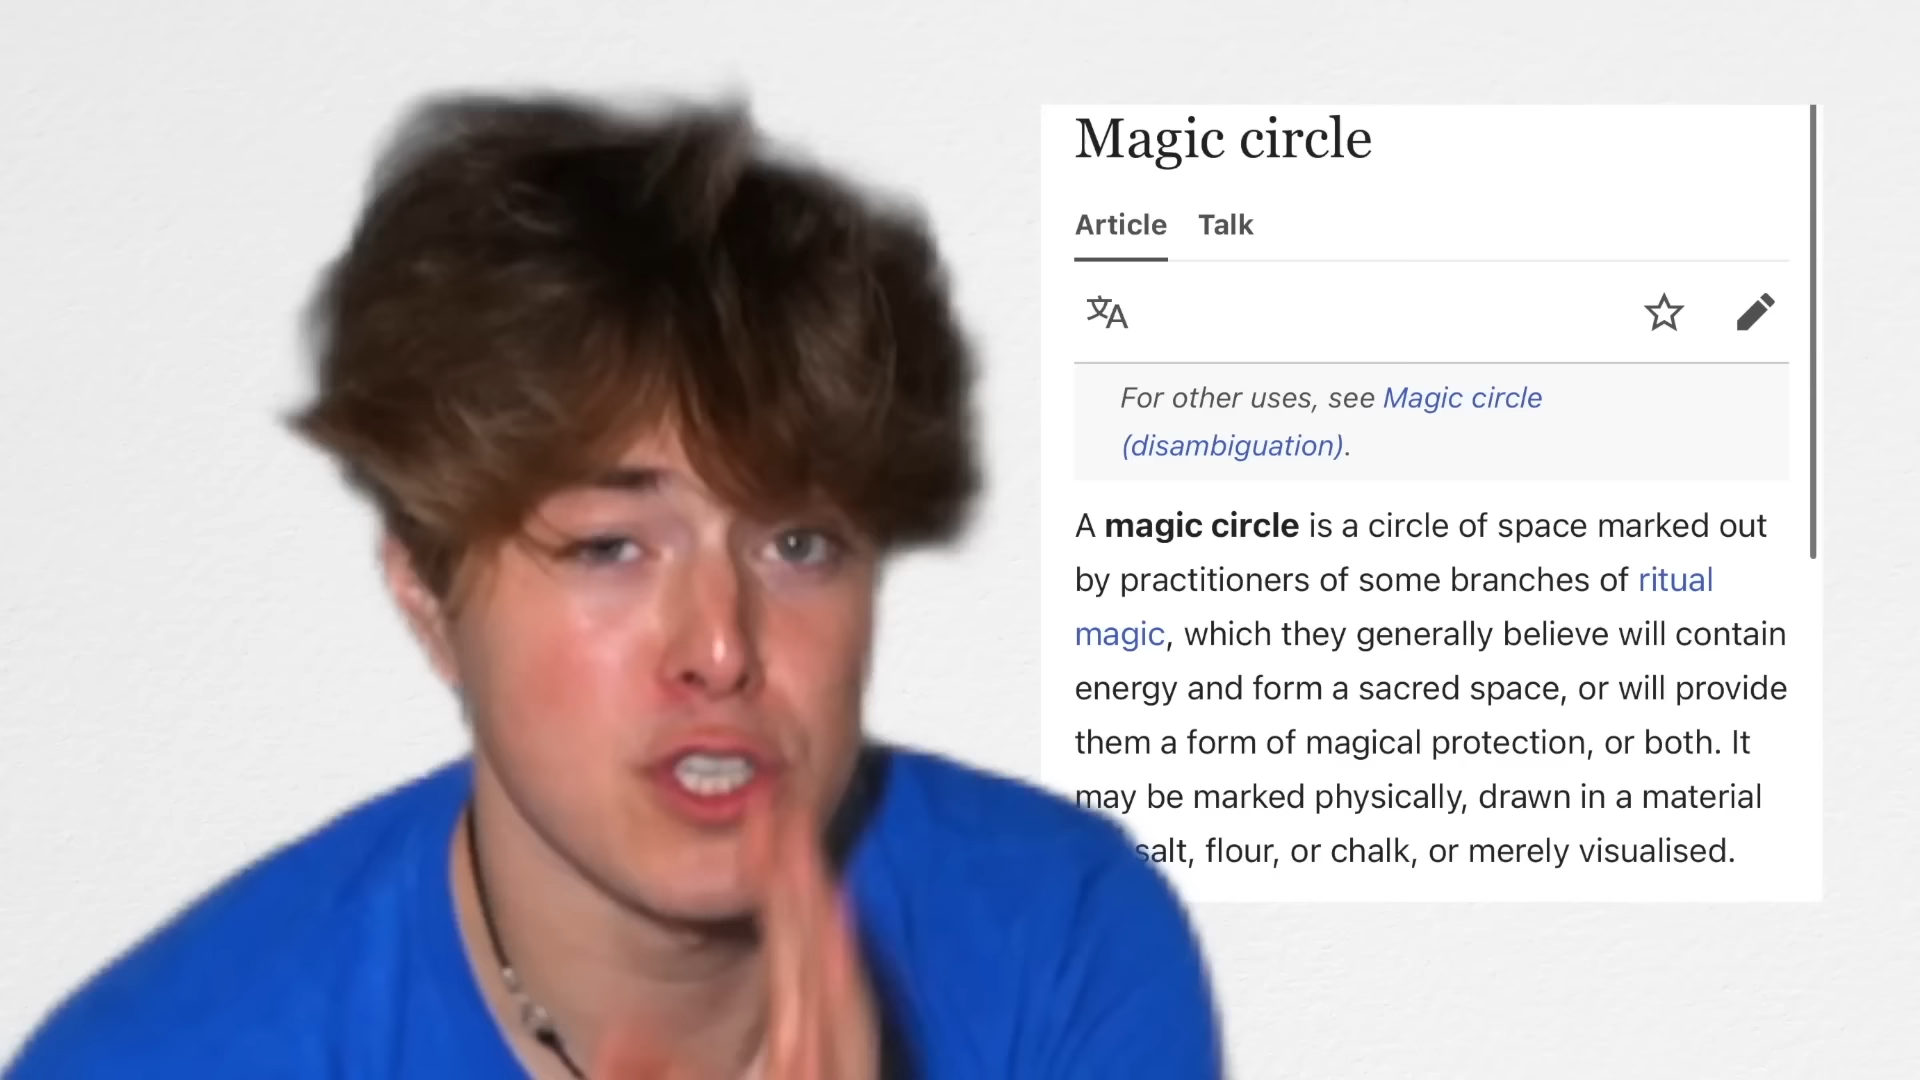 Magic circle
Article Talk
For other uses, see Magic circle
(disambiguation).
A magic circle is a circle of space marked out
by practitioners of some branches of ritual
magic, which they generally believe will contain
energy and form a sacred space, or will provide
them a form of magical protection, or both. It
may be marked physically, drawn in a material
salt, flour, or chalk, or merely visualised.